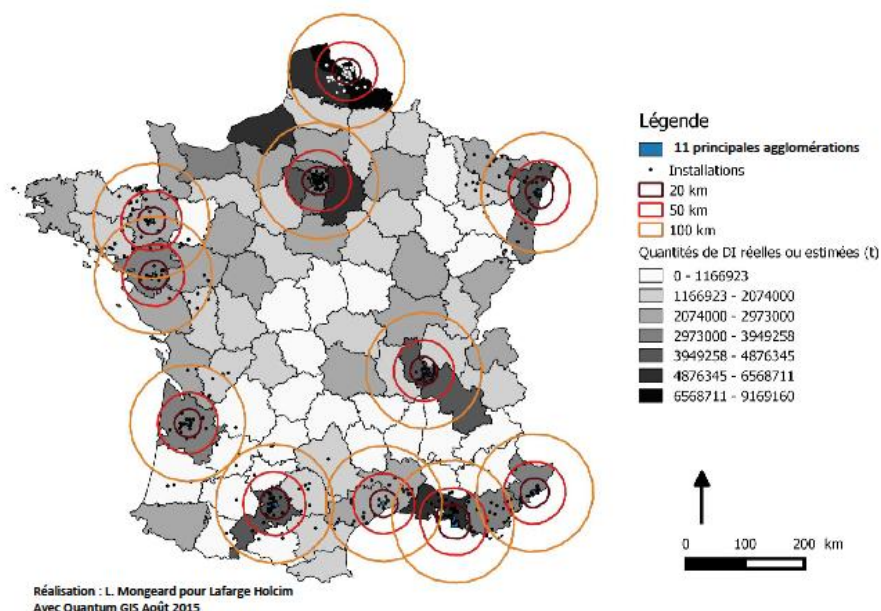 Légende
11 principales agglomérations
Installations
20 km
50 km
100 km
Quantités de DI réelles ou estimées (t)
0 - 1166923
1166923 - 2074000
2074000 - 2973000
2973000 - 3949258
3949258 - 4876345
4876345 - 6568711
6568711 - 9169160
0 100 200 km
Réalisation : L. Mongeard pour Lafarge Holcim
Avec Quantum GIS Août 2015